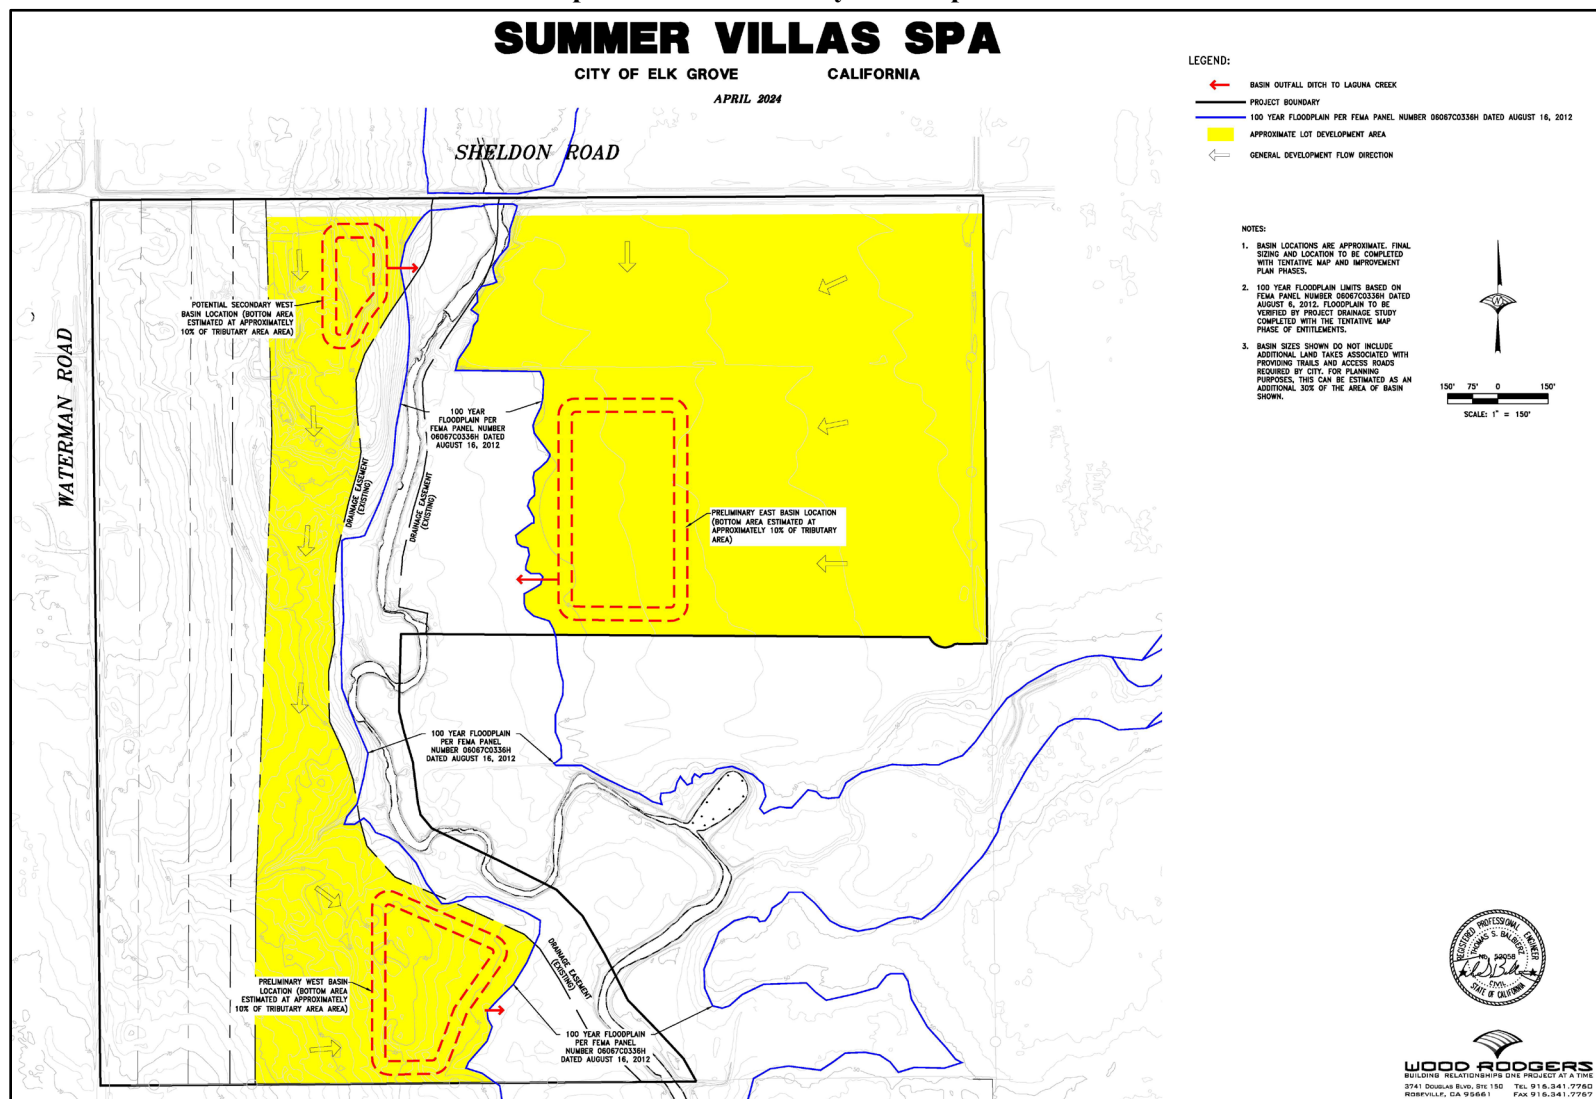 SUMMER VILLAS SPA
CITY OF ELK GROVE CALIFORNIA
APRIL 2024
LEGEND:
BASIN OUTFALL DITCH TO LAGUNA CREEK
PROJECT BOUNDARY
100 YEAR FLOODPLAIN PER FEMA PANEL NUMBER 06067C0336H DATED AUGUST 16, 2012
APPROXIMATE LOT DEVELOPMENT AREA
GENERAL DEVELOPMENT FLOW DIRECTION
NOTES:
1. BASIN LOCATIONS ARE APPROXIMATE. FINAL
SIZING AND LOCATION TO BE COMPLETED
WITH TENTATIVE MAP AND IMPROVEMENT
PLAN PHASES.
2. 100 YEAR FLOODPLAIN LIMITS BASED ON
FEMA PANEL NUMBER 06067C0336H DATED
AUGUST 6, 2012. FLOODPLAIN TO BE
VERIFIED BY PROJECT DRAINAGE STUDY
COMPLETED WITH THE TENTATIVE MAP
PHASE OF ENTITLEMENTS.
3. BASIN SIZES SHOWN DO NOT INCLUDE
ADDITIONAL LAND TAKES ASSOCIATED WITH
PROVIDING TRAILS AND ACCESS ROADS
REQUIRED BY CITY. FOR PLANNING
PURPOSES, THIS CAN BE ESTIMATED AS AN
ADDITIONAL 30% OF THE AREA OF BASIN
SHOWN.
N
150' 75' 0 150'
SCALE: 1" = 150'
SHELDON ROAD
WATERMAN ROAD
POTENTIAL SECONDARY WEST
BASIN LOCATION (BOTTOM AREA
ESTIMATED AT APPROXIMATELY
10% OF TRIBUTARY AREA AREA)
100 YEAR
FLOODPLAIN PER
FEMA PANEL NUMBER
06067C0336H DATED
AUGUST 16, 2012
DRAINAGE EASEMENT
(EXISTING)
DRAINAGE EASEMENT
(EXISTING)
PRELIMINARY EAST BASIN LOCATION
(BOTTOM AREA ESTIMATED AT
APPROXIMATELY 10% OF TRIBUTARY
AREA)
100 YEAR FLOODPLAIN
PER FEMA PANEL
NUMBER 06067C0336H
DATED AUGUST 16, 2012
DRAINAGE EASEMENT
(EXISTING)
PRELIMINARY WEST BASIN
LOCATION (BOTTOM AREA
ESTIMATED AT APPROXIMATELY
10% OF TRIBUTARY AREA AREA)
100 YEAR FLOODPLAIN
PER FEMA PANEL
NUMBER 06067C0336H
DATED AUGUST 16, 2012
REGISTERED PROFESSIONAL ENGINEER
THOMAS S. BALBIERZ
No. 52058
CIVIL
STATE OF CALIFORNIA
WOOD RODGERS
BUILDING RELATIONSHIPS ONE PROJECT AT A TIME
3741 DOUGLAS BLVD, STE 150 TEL 916.341.7760
ROSEVILLE, CA 95661 FAX 916.341.7767